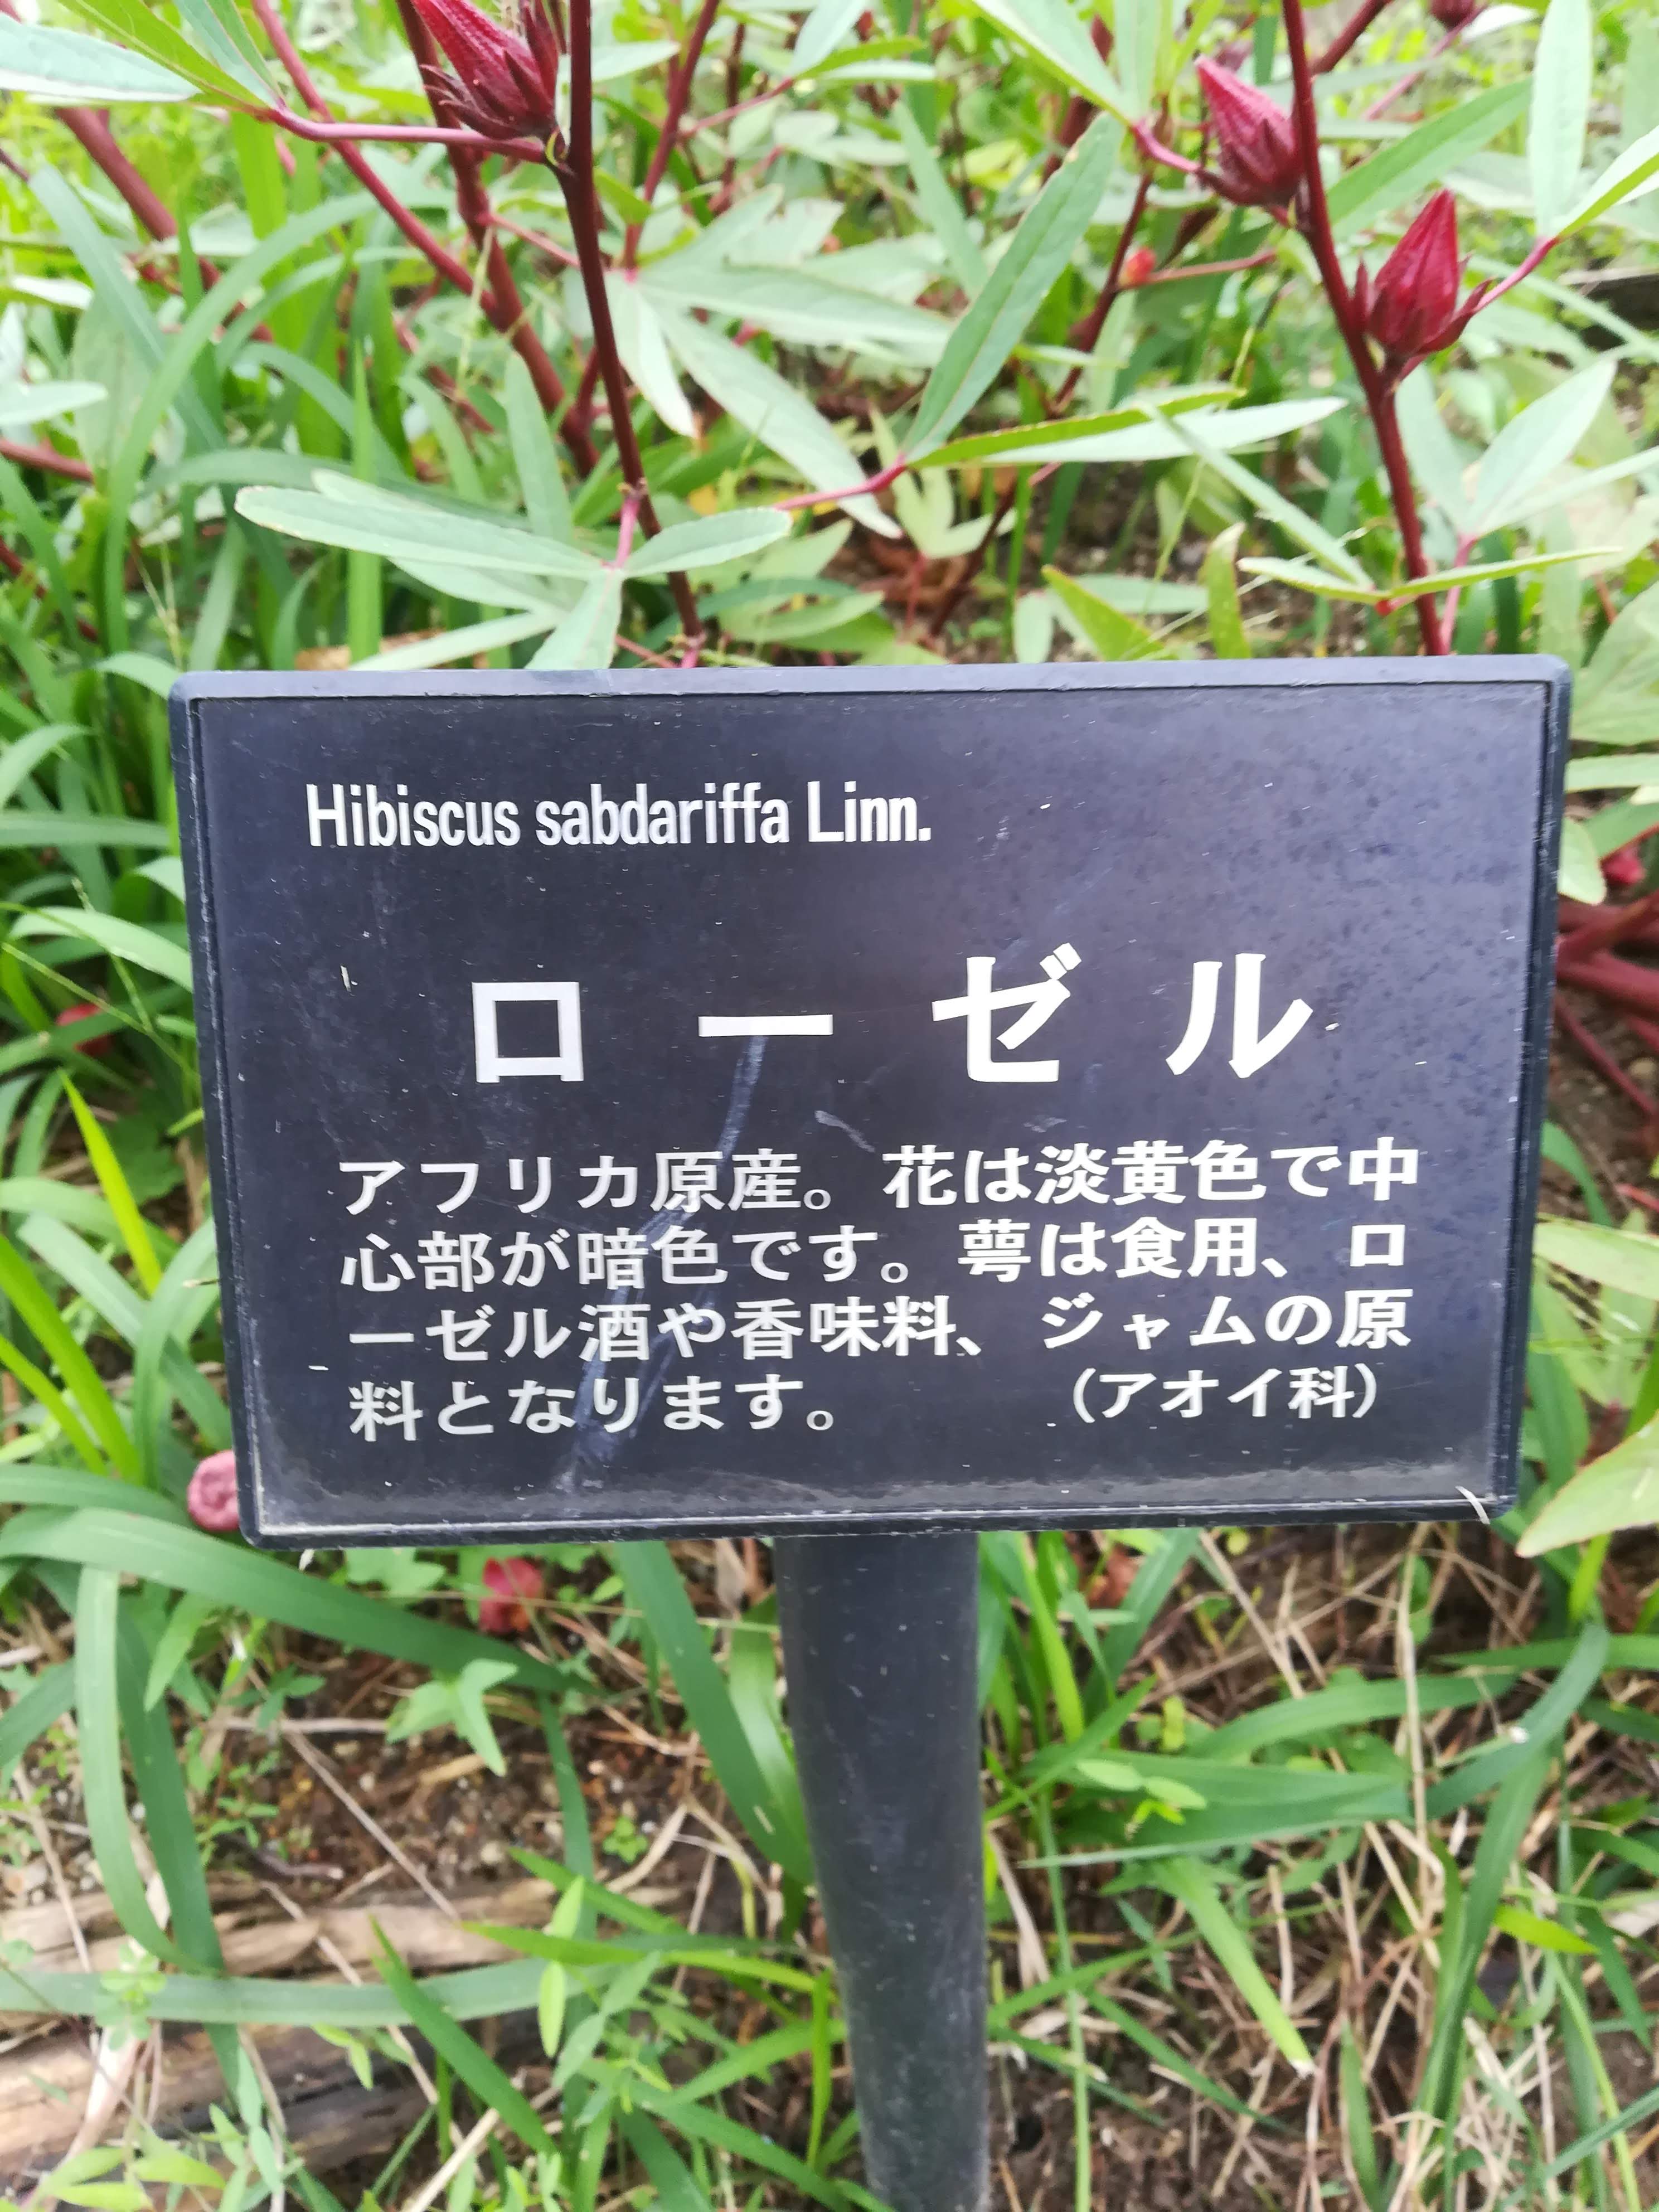 Hibiscus sabdariffa Linn.
ローゼル
アフリカ原産。花は淡黄色で中
心部が暗色です。萼は食用、ロ
ーゼル酒や香味料、ジャムの原
料となります。 （アオイ科）